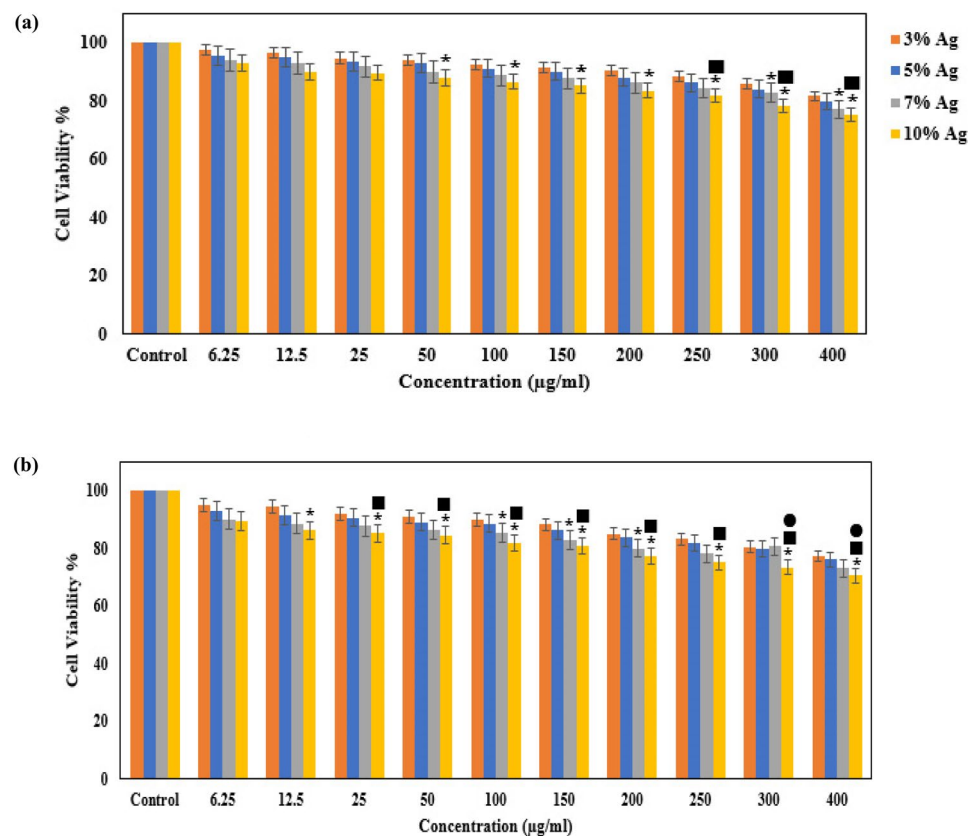 (a)
100
80
60
40
20
0
Cell Viability %
Control 6.25 12.5 25 50 100 150 200 250 300 400
Concentration (µg/ml)
3% Ag
5% Ag
7% Ag
10% Ag
* * * * * * * * *
(b)
100
80
60
40
20
0
Cell Viability %
Control 6.25 12.5 25 50 100 150 200 250 300 400
Concentration (µg/ml)
* * * * * * * * * * * *